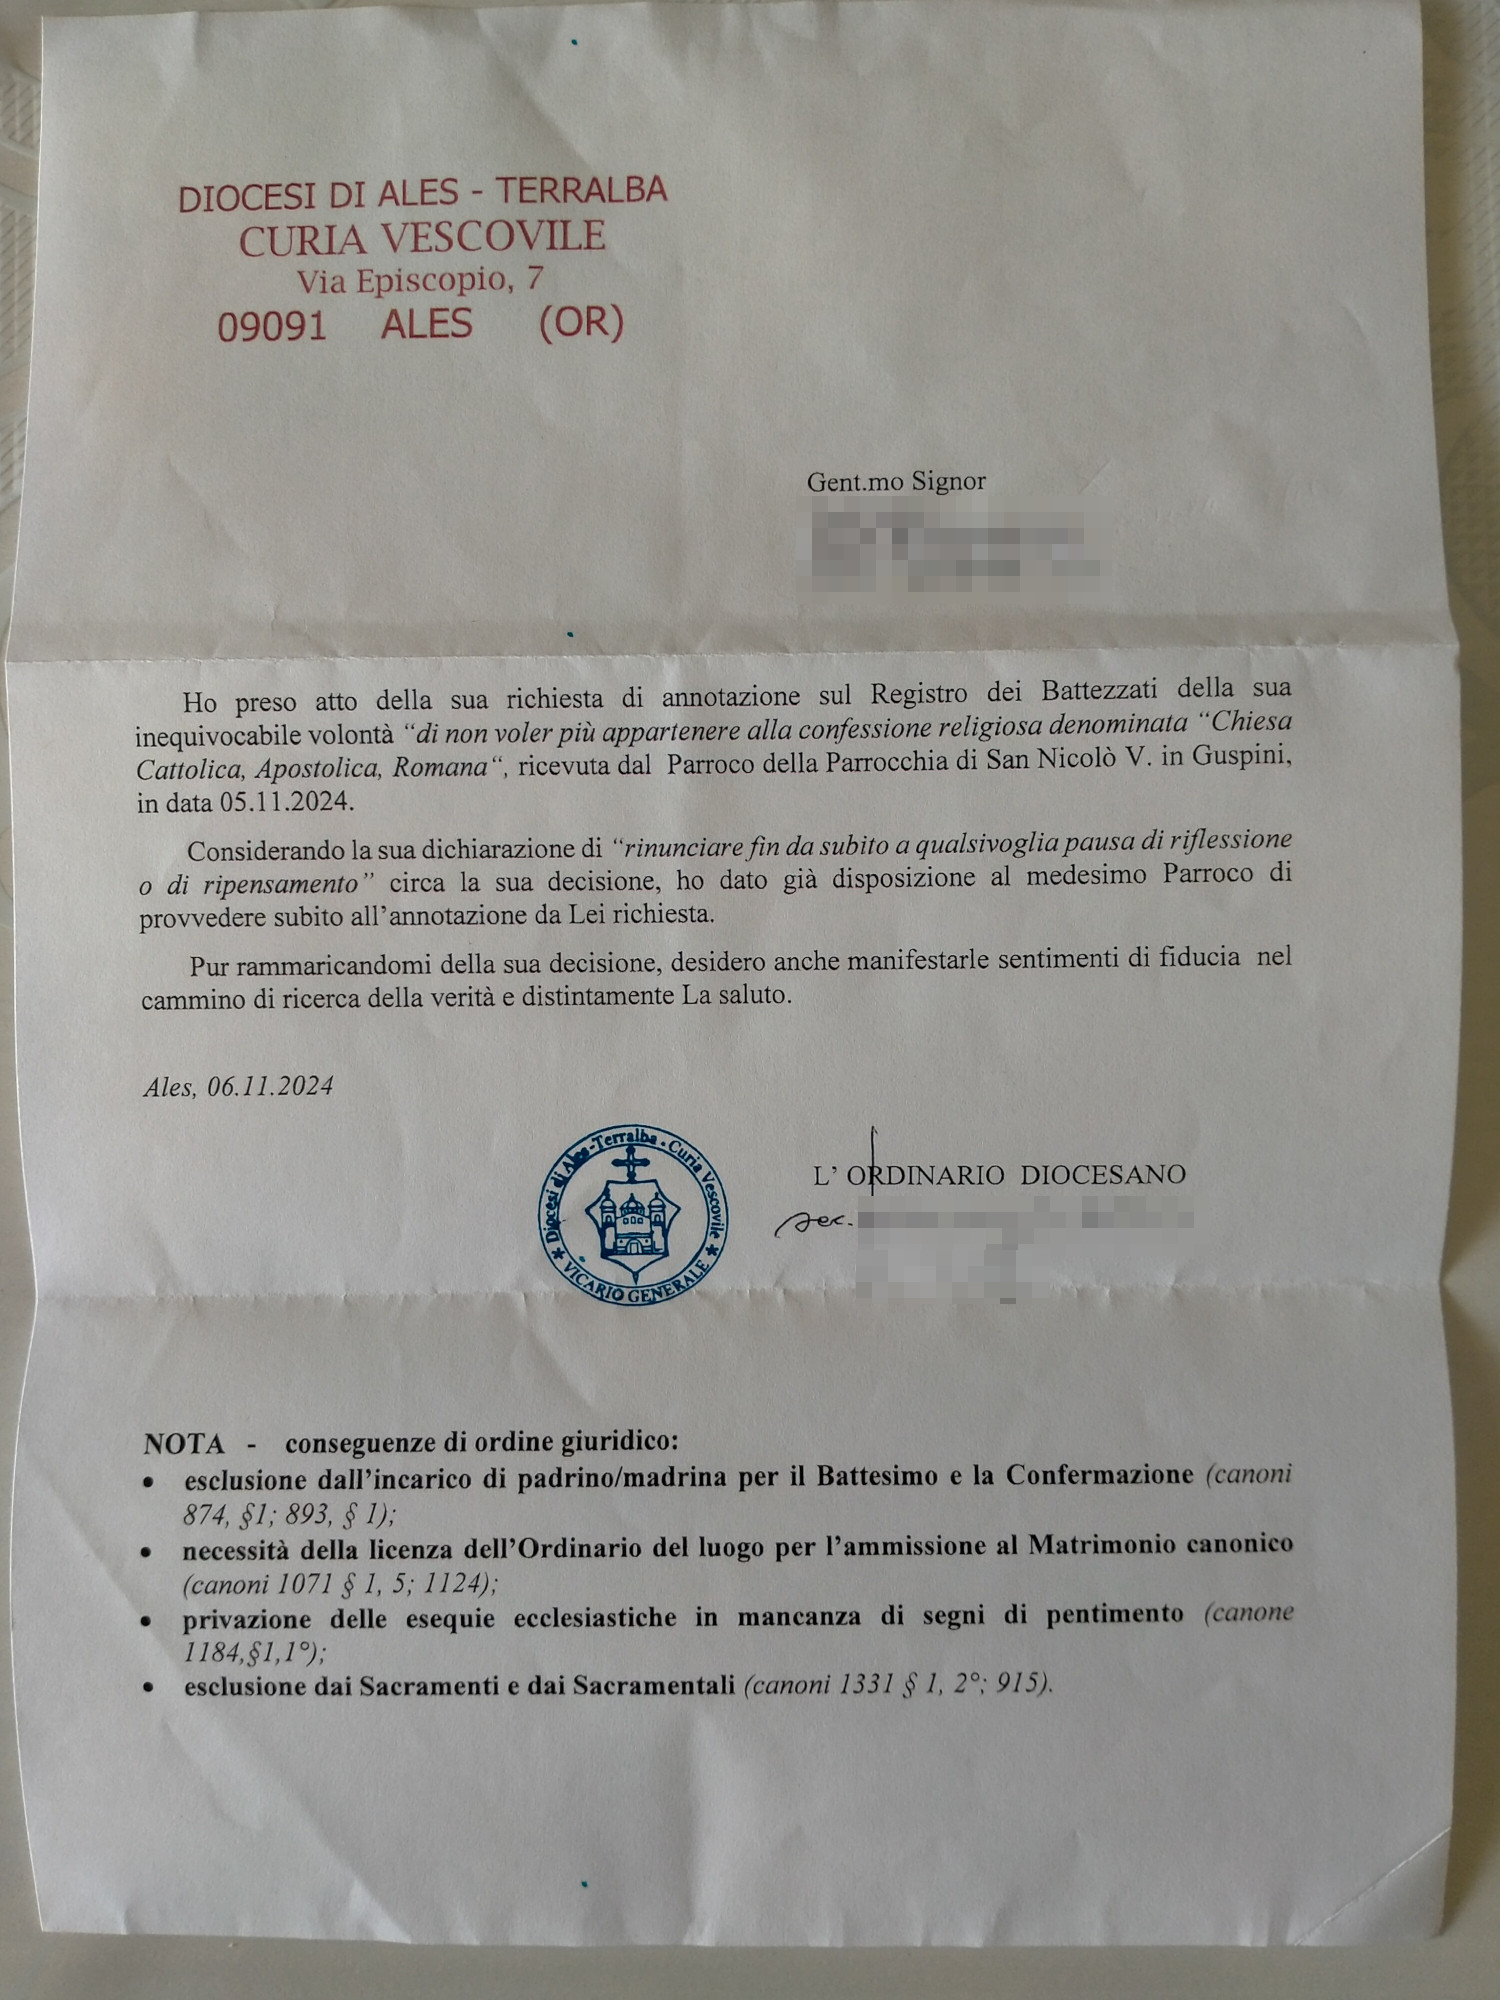 DIOCESI DI ALES - TERRALBA
CURIA VESCOVILE
Via Episcopio, 7
09091 ALES (OR)
Gent.mo Signor
Ho preso atto della sua richiesta di annotazione sul Registro dei Battezzati della sua
inequivocabile volontà “di non voler più appartenere alla confessione religiosa denominata “Chiesa
Cattolica, Apostolica, Romana“, ricevuta dal Parroco della Parrocchia di San Nicolò V. in Guspini,
in data 05.11.2024.
Considerando la sua dichiarazione di “rinunciare fin da subito a qualsivoglia pausa di riflessione
o di ripensamento” circa la sua decisione, ho dato già disposizione al medesimo Parroco di
provvedere subito all’annotazione da Lei richiesta.
Pur rammaricandomi della sua decisione, desidero anche manifestarle sentimenti di fiducia nel
cammino di ricerca della verità e distintamente La saluto.
Ales, 06.11.2024
Diocesi di Ales-Terralba - Curia Vescovile
VICARIO GENERALE
L’ ORDINARIO DIOCESANO
NOTA - conseguenze di ordine giuridico:
• esclusione dall’incarico di padrino/madrina per il Battesimo e la Confermazione (canoni
874, §1; 893, § 1);
• necessità della licenza dell’Ordinario del luogo per l’ammissione al Matrimonio canonico
(canoni 1071 § 1, 5; 1124);
• privazione delle esequie ecclesiastiche in mancanza di segni di pentimento (canone
1184,§1,1°);
• esclusione dai Sacramenti e dai Sacramentali (canoni 1331 § 1, 2°; 915).